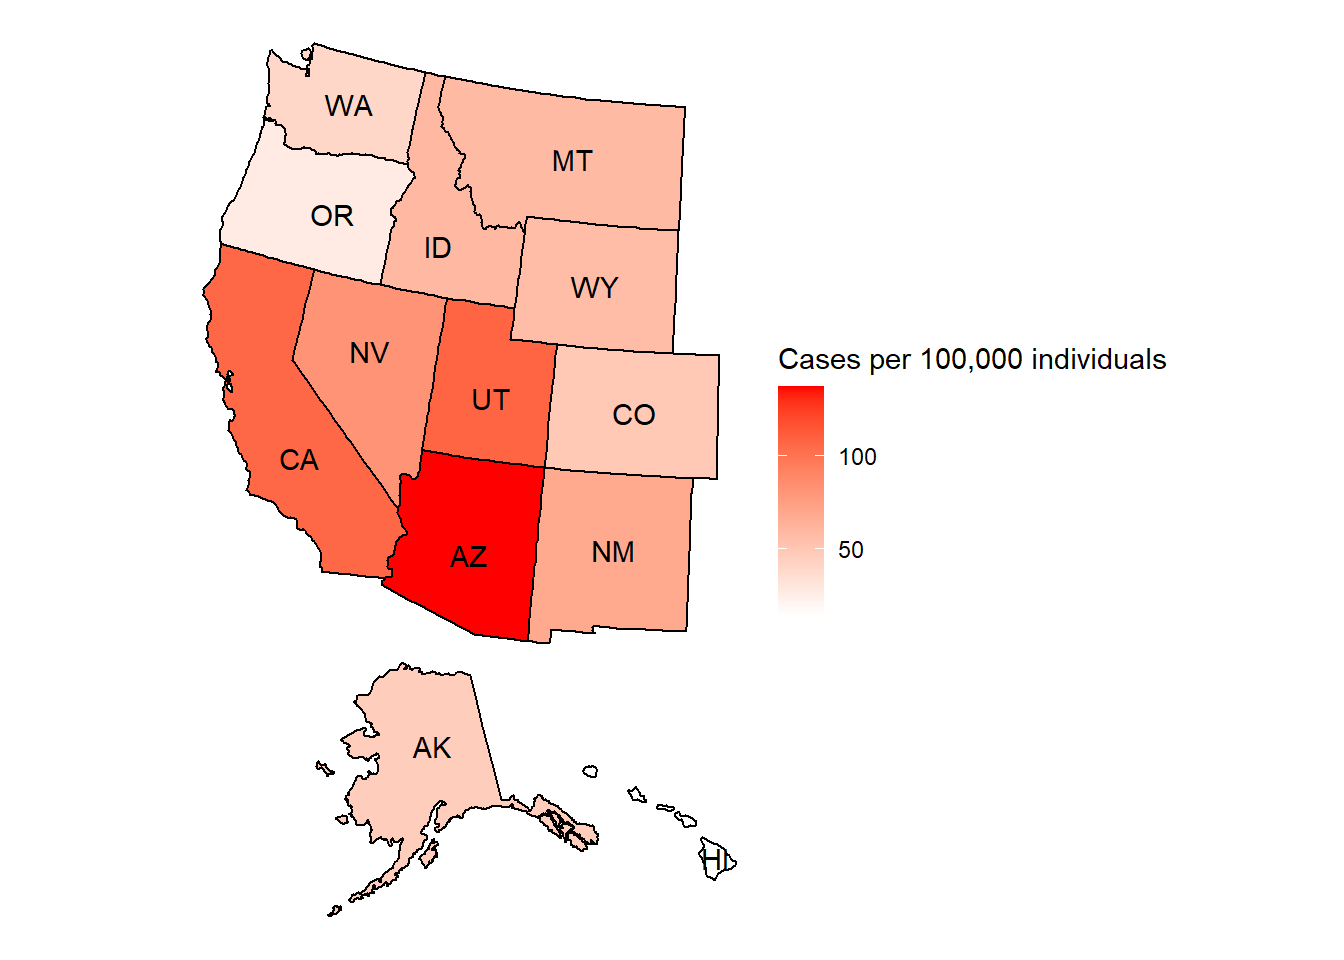 WA
MT
OR
ID
WY
NV
Cases per 100,000 individuals
UT
CO
CA
100
50
AZ
NM
AK
HI